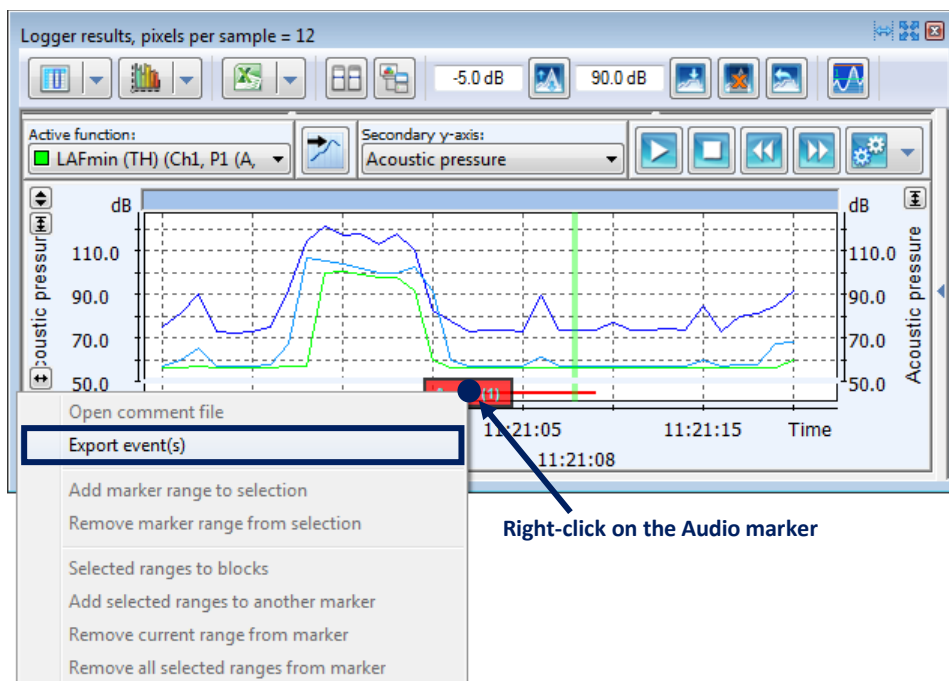 Logger results, pixels per sample = 12
-5.0 dB 90.0 dB
Active function: Secondary y-axis:
LAFmin (TH) (Ch1, P1 (A, Acoustic pressure
dB dB
110.0 110.0
90.0 90.0
70.0 70.0
50.0 50.0
coustic pressure
Acoustic pressure
(1)
11:21:05 11:21:15 Time
11:21:08
Open comment file
Export event(s)
Add marker range to selection
Remove marker range from selection
Selected ranges to blocks
Add selected ranges to another marker
Remove current range from marker
Remove all selected ranges from marker
Right-click on the Audio marker